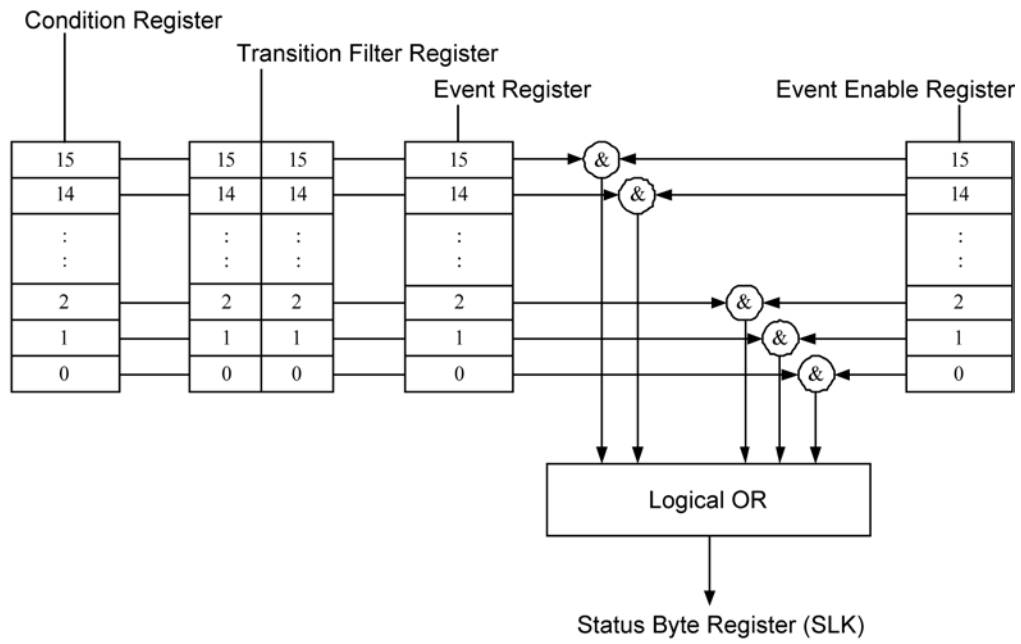 Condition Register
Transition Filter Register
Event Register
Event Enable Register
15 15 15 15 & 15
14 14 14 14 & 14
: : : : :
: : : : :
2 2 2 2 & 2
1 1 1 1 & 1
0 0 0 0 & 0
Logical OR
Status Byte Register (SLK)